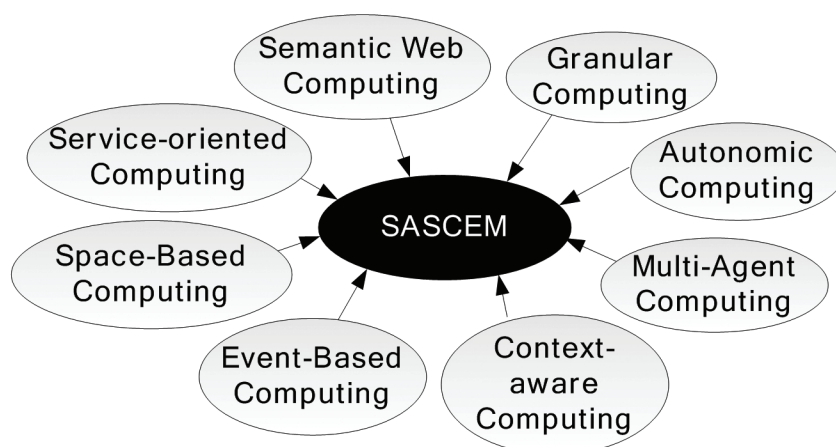 Semantic Web
Computing
Granular
Computing
Service-oriented
Computing
Autonomic
Computing
SASCEM
Space-Based
Computing
Multi-Agent
Computing
Event-Based
Computing
Context-
aware
Computing